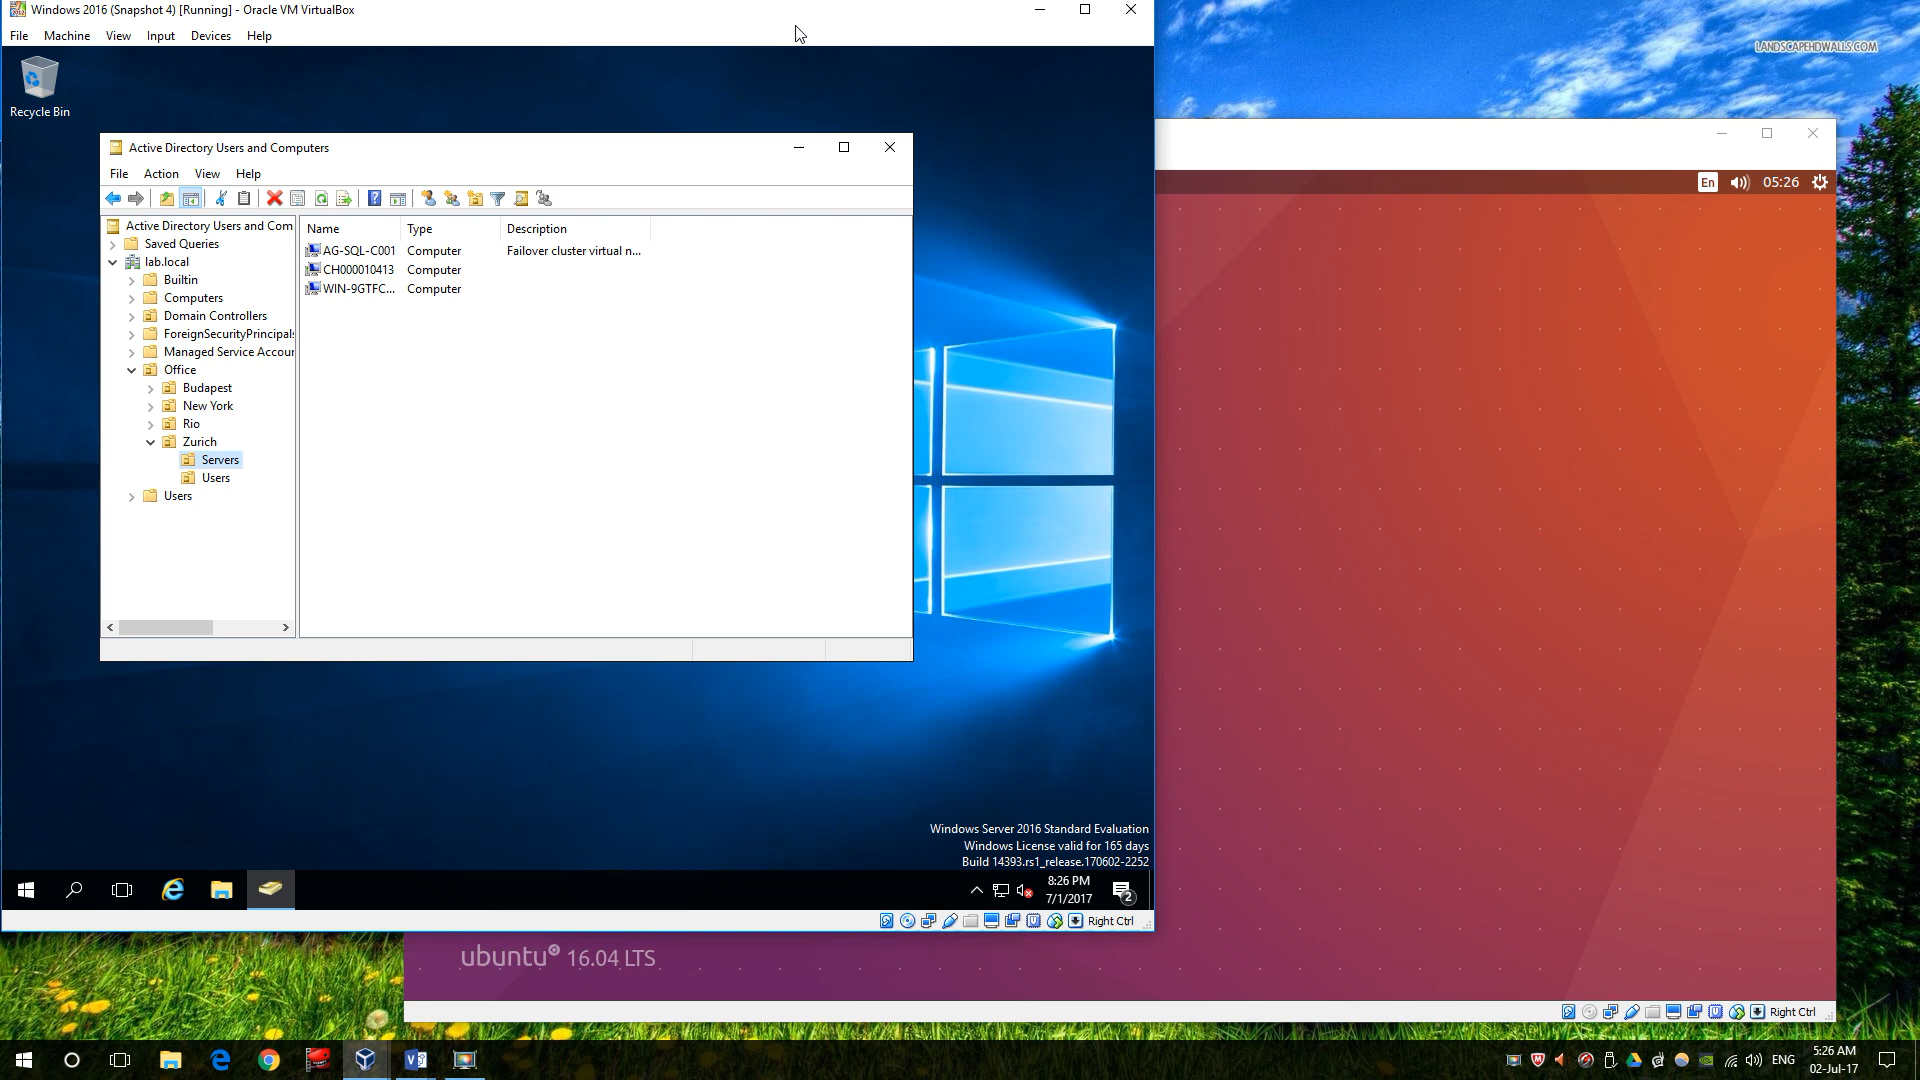 Windows 2016 (Snapshot 4) [Running] - Oracle VM VirtualBox
File Machine View Input Devices Help
LANDSCAPEHDWALLS.COM
Recycle Bin
Active Directory Users and Computers
File Action View Help
En 05:26
Active Directory Users and Com
Saved Queries
lab.local
Builtin
Computers
Domain Controllers
ForeignSecurityPrincipals
Managed Service Accour
Office
Budapest
New York
Rio
Zurich
Servers
Users
Users
Name Type Description
AG-SQL-C001 Computer Failover cluster virtual n...
CH000010413 Computer
WIN-9GTFC... Computer
Windows Server 2016 Standard Evaluation
Windows License valid for 165 days
Build 14393.rs1_release.170602-2252
8:26 PM
7/1/2017
2
Right Ctrl
ubuntu® 16.04 LTS
Right Ctrl
ENG
5:26 AM
02-Jul-17